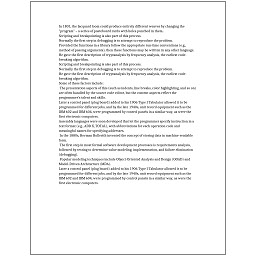 In 1801, the Jacquard loom could produce entirely different weaves by changing the
"program" – a series of pasteboard cards with holes punched in them.
Scripting and breakpointing is also part of this process.
Normally the first step in debugging is to attempt to reproduce the problem.
Provided the functions in a library follow the appropriate run-time conventions (e.g.,
method of passing arguments), then these functions may be written in any other language.
He gave the first description of cryptanalysis by frequency analysis, the earliest code-
breaking algorithm.
Scripting and breakpointing is also part of this process.
Normally the first step in debugging is to attempt to reproduce the problem.
He gave the first description of cryptanalysis by frequency analysis, the earliest code-
breaking algorithm.
Some of these factors include:
The presentation aspects of this (such as indents, line breaks, color highlighting, and so on)
are often handled by the source code editor, but the content aspects reflect the
programmer's talent and skills.
Later a control panel (plug board) added to his 1906 Type I Tabulator allowed it to be
programmed for different jobs, and by the late 1940s, unit record equipment such as the
IBM 602 and IBM 604, were programmed by control panels in a similar way, as were the
first electronic computers.
Assembly languages were soon developed that let the programmer specify instruction in a
text format (e.g., ADD X, TOTAL), with abbreviations for each operation code and
meaningful names for specifying addresses.
In the 1880s, Herman Hollerith invented the concept of storing data in machine-readable
form.
The first step in most formal software development processes is requirements analysis,
followed by testing to determine value modeling, implementation, and failure elimination
(debugging).
Popular modeling techniques include Object-Oriented Analysis and Design (OOAD) and
Model-Driven Architecture (MDA).
Later a control panel (plug board) added to his 1906 Type I Tabulator allowed it to be
programmed for different jobs, and by the late 1940s, unit record equipment such as the
IBM 602 and IBM 604, were programmed by control panels in a similar way, as were the
first electronic computers.